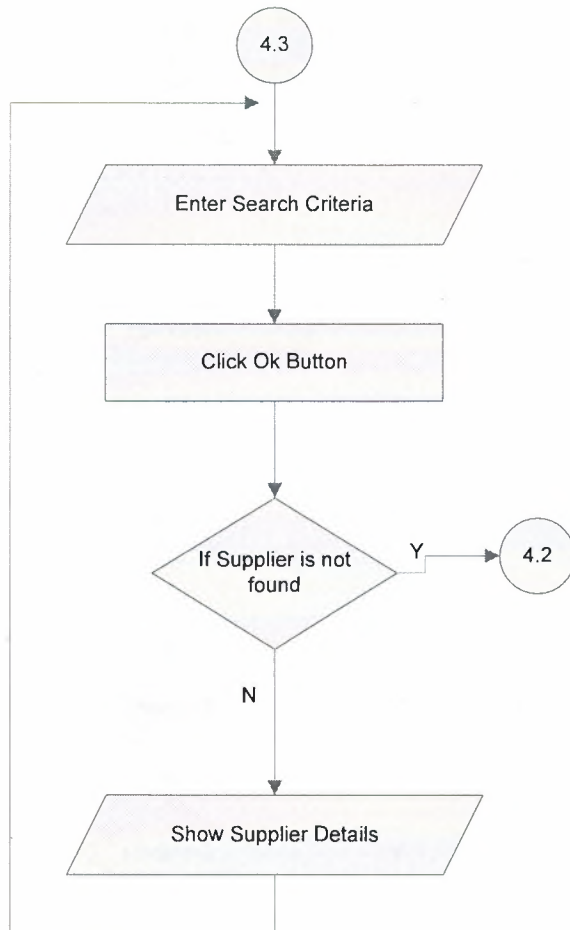 4.3
Enter Search Criteria
Click Ok Button
If Supplier is not
found
Y
4.2
N
Show Supplier Details